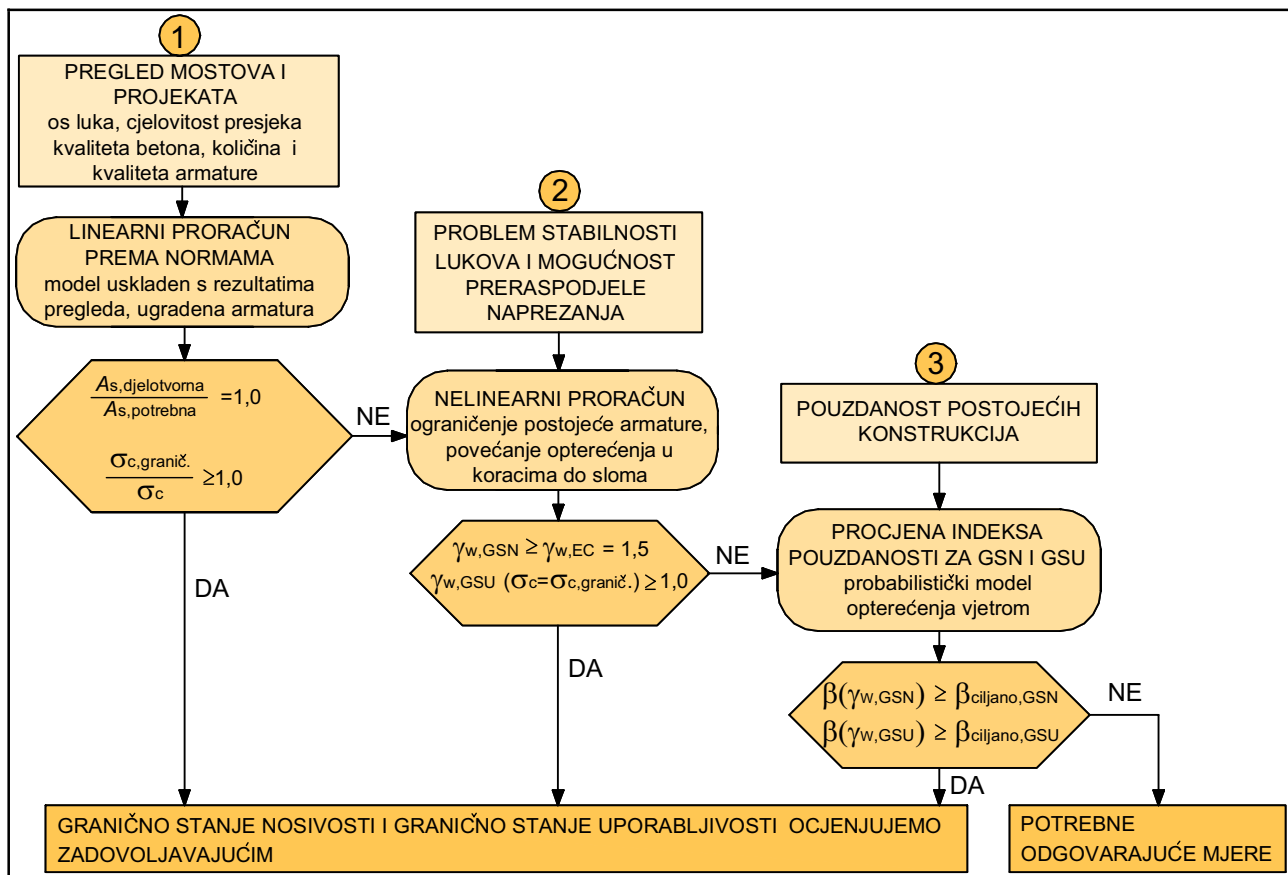 1
PREGLED MOSTOVA I
PROJEKATA
os luka, cjelovitost presjeka
kvaliteta betona, količina i
kvaliteta armature
LINEARNI PRORAČUN
PREMA NORMAMA
model uskladen s rezultatima
pregleda, ugradena armatura
As,djelotvorna
As,potrebna
=1,0
σc,granič.
σc
≥1,0
NE
DA
2
PROBLEM STABILNOSTI
LUKOVA I MOGUĆNOST
PRERASPODJELE
NAPREZANJA
NELINEARNI PRORAČUN
ograničenje postojeće armature,
povećanje opterećenja u
koracima do sloma
γw,GSN ≥ γw,EC = 1,5
γw,GSU (σc=σc,granič.) ≥ 1,0
NE
DA
3
POUZDANOST POSTOJEĆIH
KONSTRUKCIJA
PROCJENA INDEKSA
POUZDANOSTI ZA GSN I GSU
probabilistički model
opterećenja vjetrom
β(γw,GSN) ≥ βciljano,GSN
β(γw,GSU) ≥ βciljano,GSU
NE
DA
GRANIČNO STANJE NOSIVOSTI I GRANIČNO STANJE UPORABLJIVOSTI OCJENJUJEMO
ZADOVOLJAVAJUĆIM
POTREBNE
ODGOVARAJUĆE MJERE